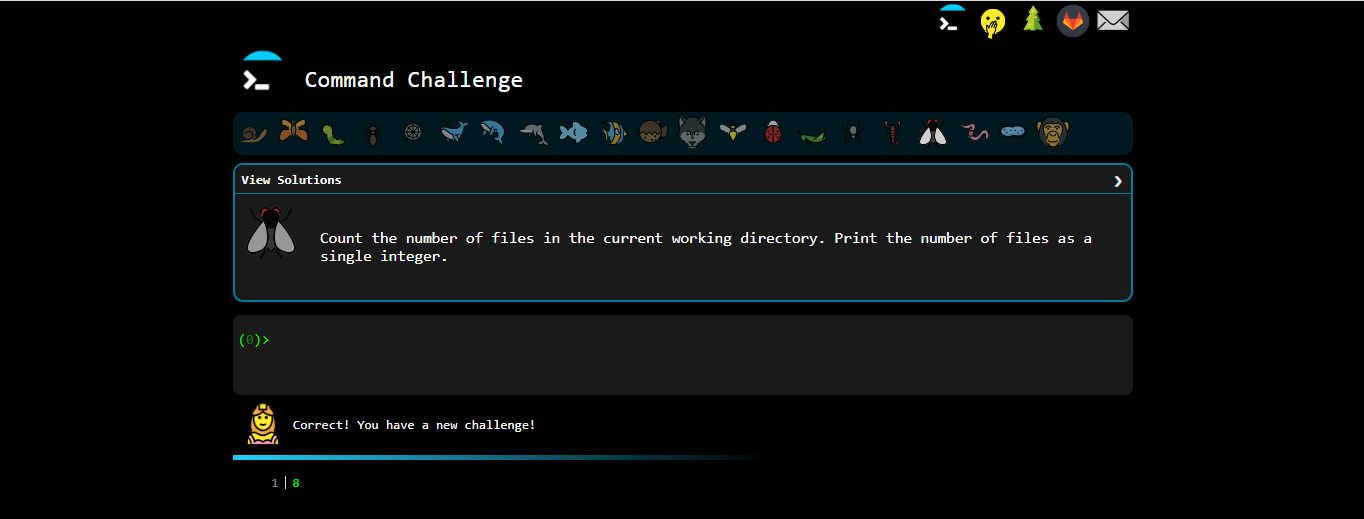 Command Challenge
View Solutions
Count the number of files in the current working directory. Print the number of files as a
single integer.
(0)>
Correct! You have a new challenge!
1 8